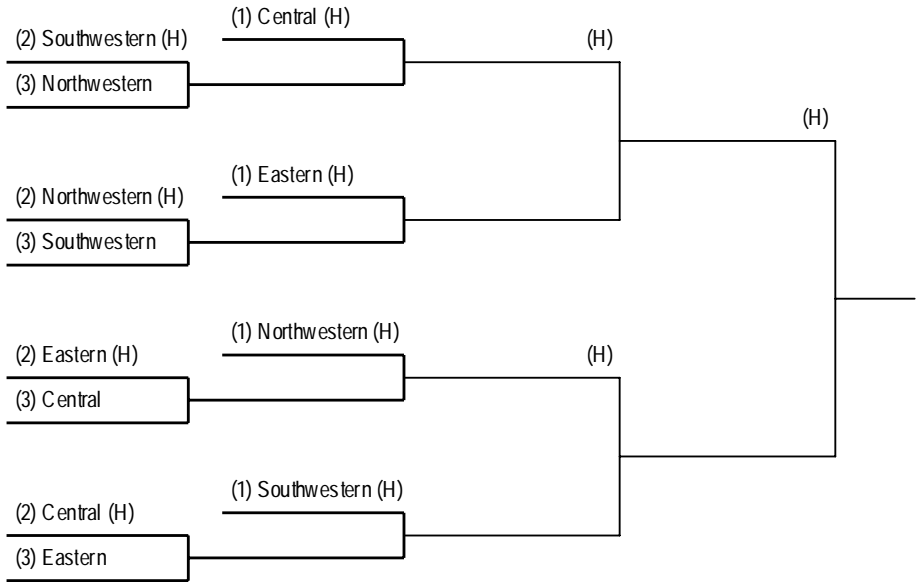 (1) Central (H)
(2) Southwestern (H)
(H)
(3) Northwestern
(H)
(1) Eastern (H)
(2) Northwestern (H)
(3) Southwestern
(1) Northwestern (H)
(2) Eastern (H)
(H)
(3) Central
(1) Southwestern (H)
(2) Central (H)
(3) Eastern